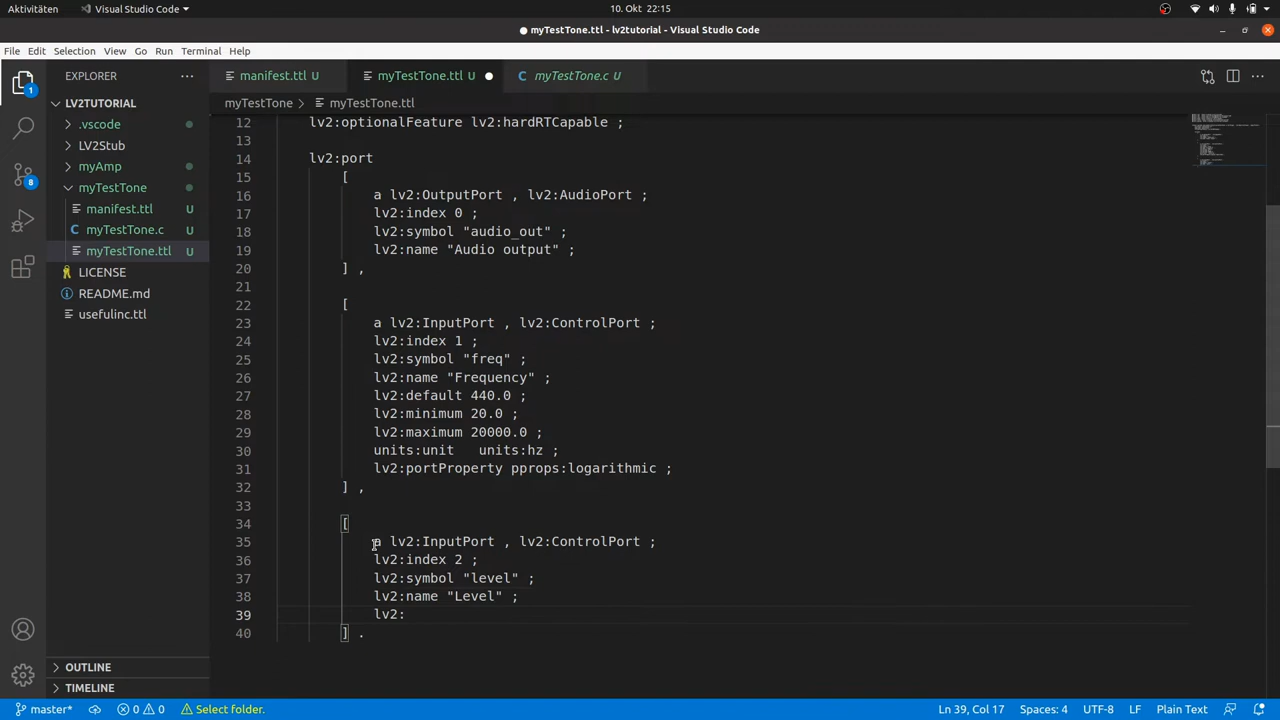 Aktivitäten
Visual Studio Code
10. Okt 22:15
● myTestTone.ttl - lv2tutorial - Visual Studio Code
File Edit Selection View Go Run Terminal Help
EXPLORER
LV2TUTORIAL
.vscode
LV2Stub
myAmp
myTestTone
manifest.ttl U
myTestTone.c U
myTestTone.ttl U
LICENSE
README.md
usefulinc.ttl
OUTLINE
TIMELINE
1
8
manifest.ttl U
myTestTone.ttl U ●
C myTestTone.c U
myTestTone > myTestTone.ttl
12 lv2:optionalFeature lv2:hardRTCapable ;
13
14 lv2:port
15 [
16 a lv2:OutputPort , lv2:AudioPort ;
17 lv2:index 0 ;
18 lv2:symbol "audio_out" ;
19 lv2:name "Audio output" ;
20 ] ,
21
22 [
23 a lv2:InputPort , lv2:ControlPort ;
24 lv2:index 1 ;
25 lv2:symbol "freq" ;
26 lv2:name "Frequency" ;
27 lv2:default 440.0 ;
28 lv2:minimum 20.0 ;
29 lv2:maximum 20000.0 ;
30 units:unit   units:hz ;
31 lv2:portProperty pprops:logarithmic ;
32 ] ,
33
34 [
35 a lv2:InputPort , lv2:ControlPort ;
36 lv2:index 2 ;
37 lv2:symbol "level" ;
38 lv2:name "Level" ;
39 lv2:
40 ] .
master* 0 0 Select folder.
Ln 39, Col 17 Spaces: 4 UTF-8 LF Plain Text